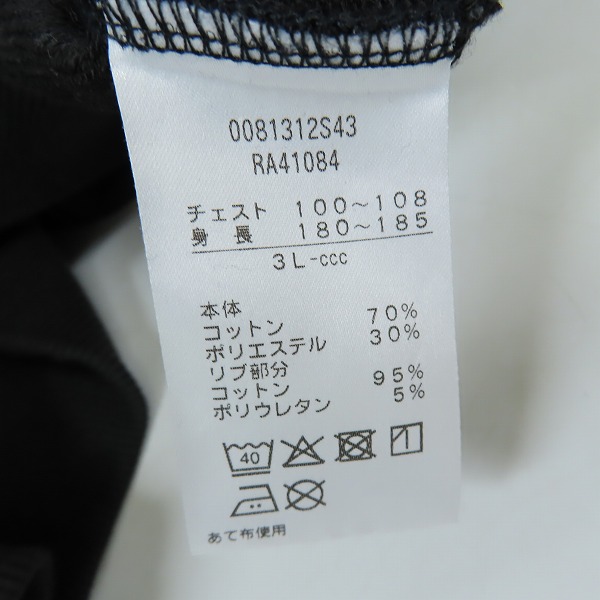 0081312S43
RA41084
チェスト 100～108
身長 180～185
3L-ccc
本体
コットン 70%
ポリエステル 30%
リブ部分
コットン 95%
ポリウレタン 5%
40
あて布使用